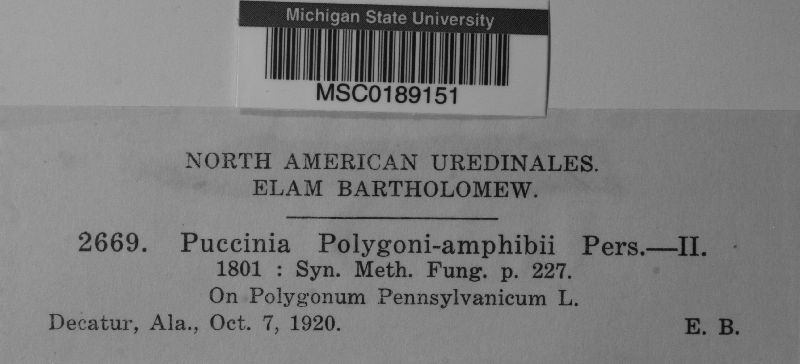 Michigan State University
MSC0189151
NORTH AMERICAN UREDINALES.
ELAM BARTHOLOMEW.
2669. Puccinia Polygoni-amphibii Pers.—II.
1801 : Syn. Meth. Fung. p. 227.
On Polygonum Pennsylvanicum L.
Decatur, Ala., Oct. 7, 1920. E. B.